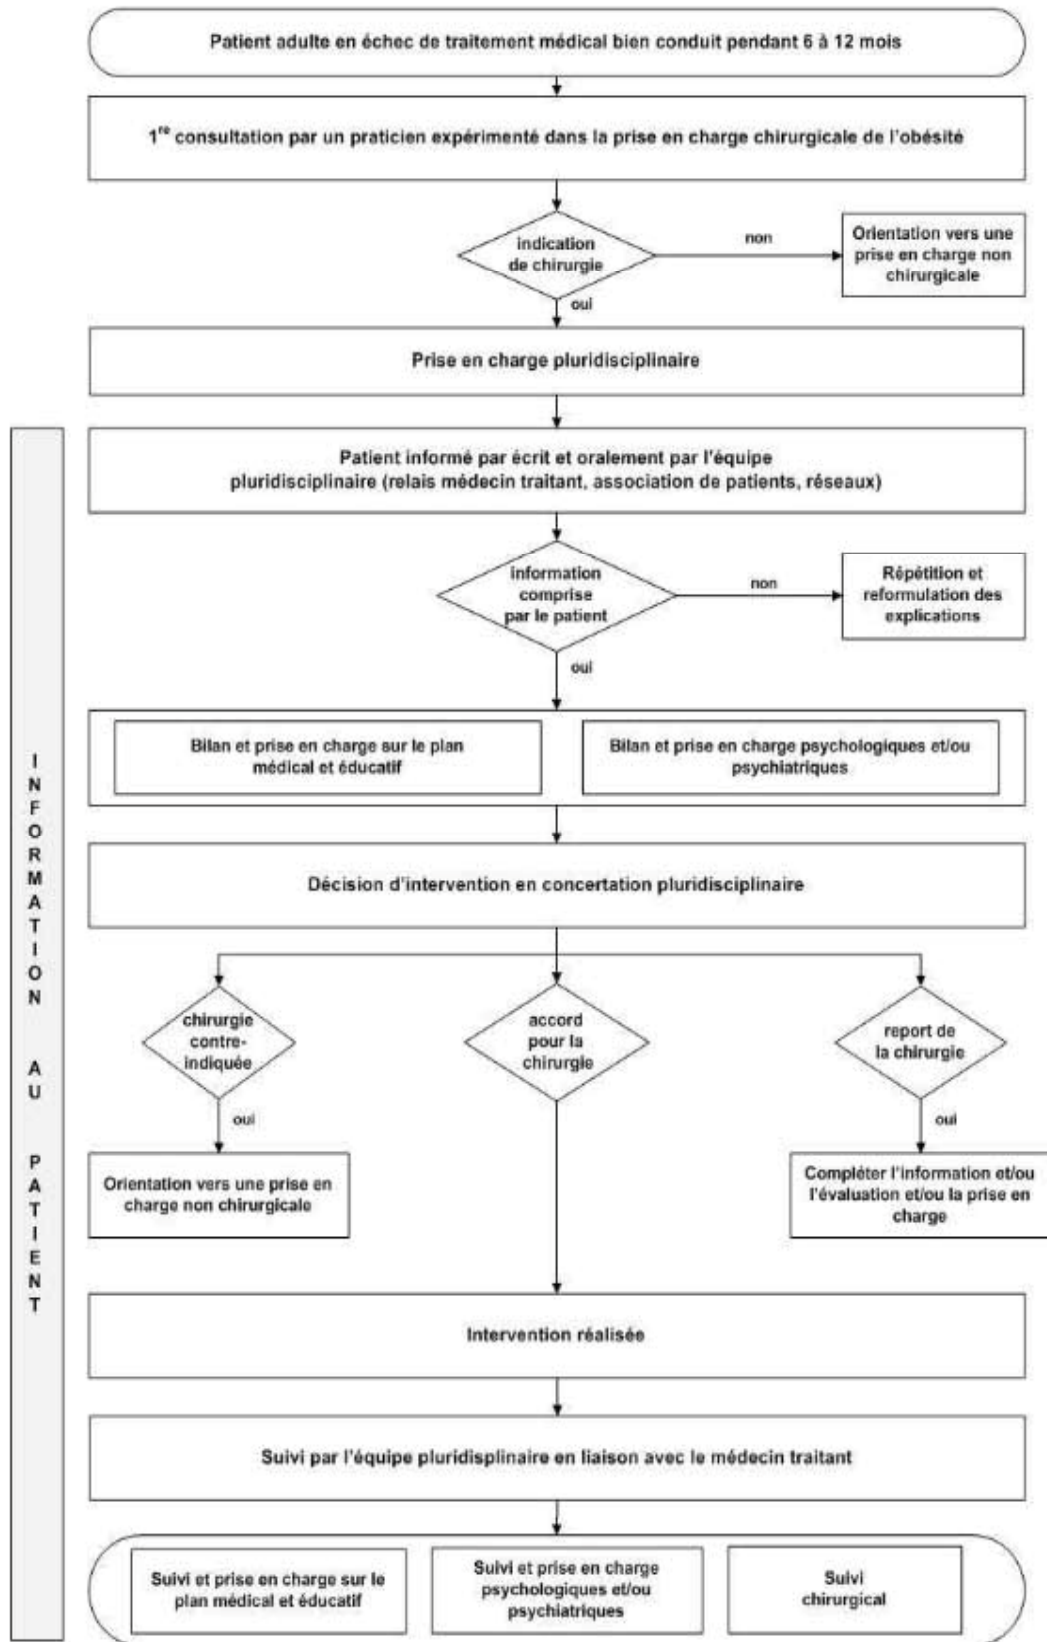 Patient adulte en échec de traitement médical bien conduit pendant 6 à 12 mois
1re consultation par un praticien expérimenté dans la prise en charge chirurgicale de l'obésité
indication
de chirurgie
non
Orientation vers une
prise en charge non
chirurgicale
oui
Prise en charge pluridisciplinaire
Patient informé par écrit et oralement par l'équipe
pluridisciplinaire (relais médecin traitant, association de patients, réseaux)
information
comprise
par le patient
non
Répétition et
reformulation des
explications
oui
Bilan et prise en charge sur le plan
médical et éducatif
Bilan et prise en charge psychologiques et/ou
psychiatriques
Décision d'intervention en concertation pluridisciplinaire
chirurgie
contre-
indiquée
accord
pour la
chirurgie
report de
la chirurgie
oui
oui
Orientation vers une prise en
charge non chirurgicale
Compléter l'information et/ou
l'évaluation et/ou la prise en
charge
Intervention réalisée
Suivi par l'équipe pluridisplinaire en liaison avec le médecin traitant
Suivi et prise en charge sur le
plan médical et éducatif
Suivi et prise en charge
psychologiques et/ou
psychiatriques
Suivi
chirurgical
INFORMATION AU PATIENT